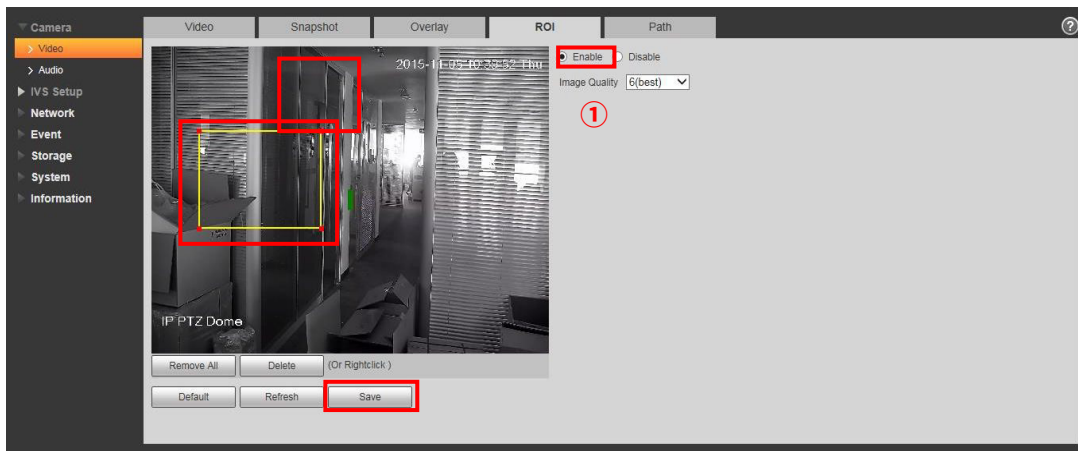 Camera
Video Snapshot Overlay ROI Path
?
Video
Audio
IVS Setup
Network
Event
Storage
System
Information
Enable Disable
Image Quality 6(best)
①
IP PTZ Dome
Remove All Delete (Or Rightclick )
Default Refresh Save